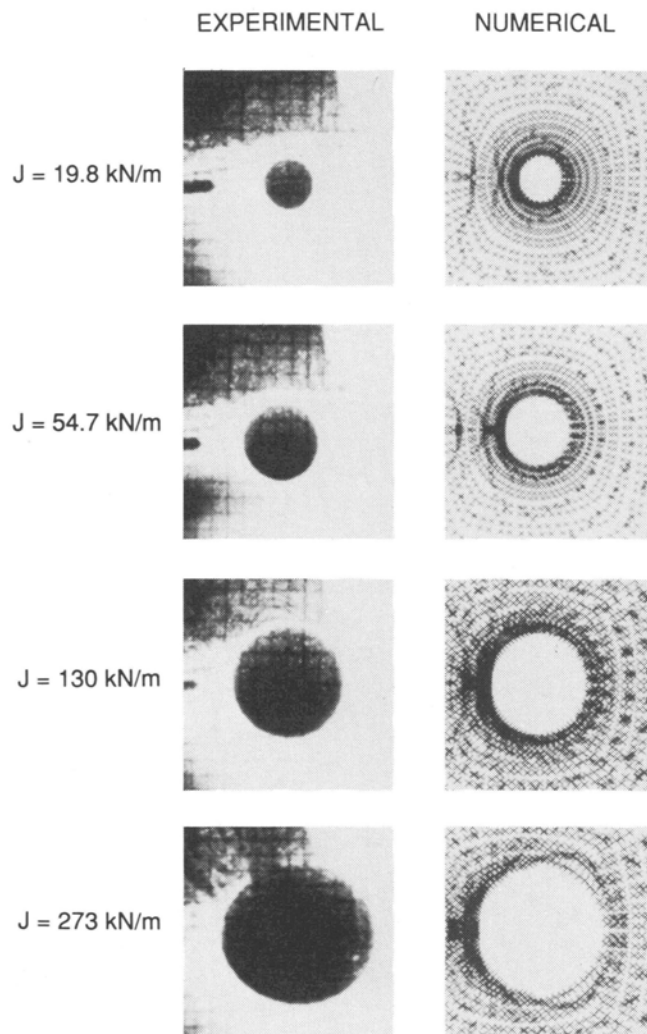 EXPERIMENTAL NUMERICAL
J = 19.8 kN/m
J = 54.7 kN/m
J = 130 kN/m
J = 273 kN/m